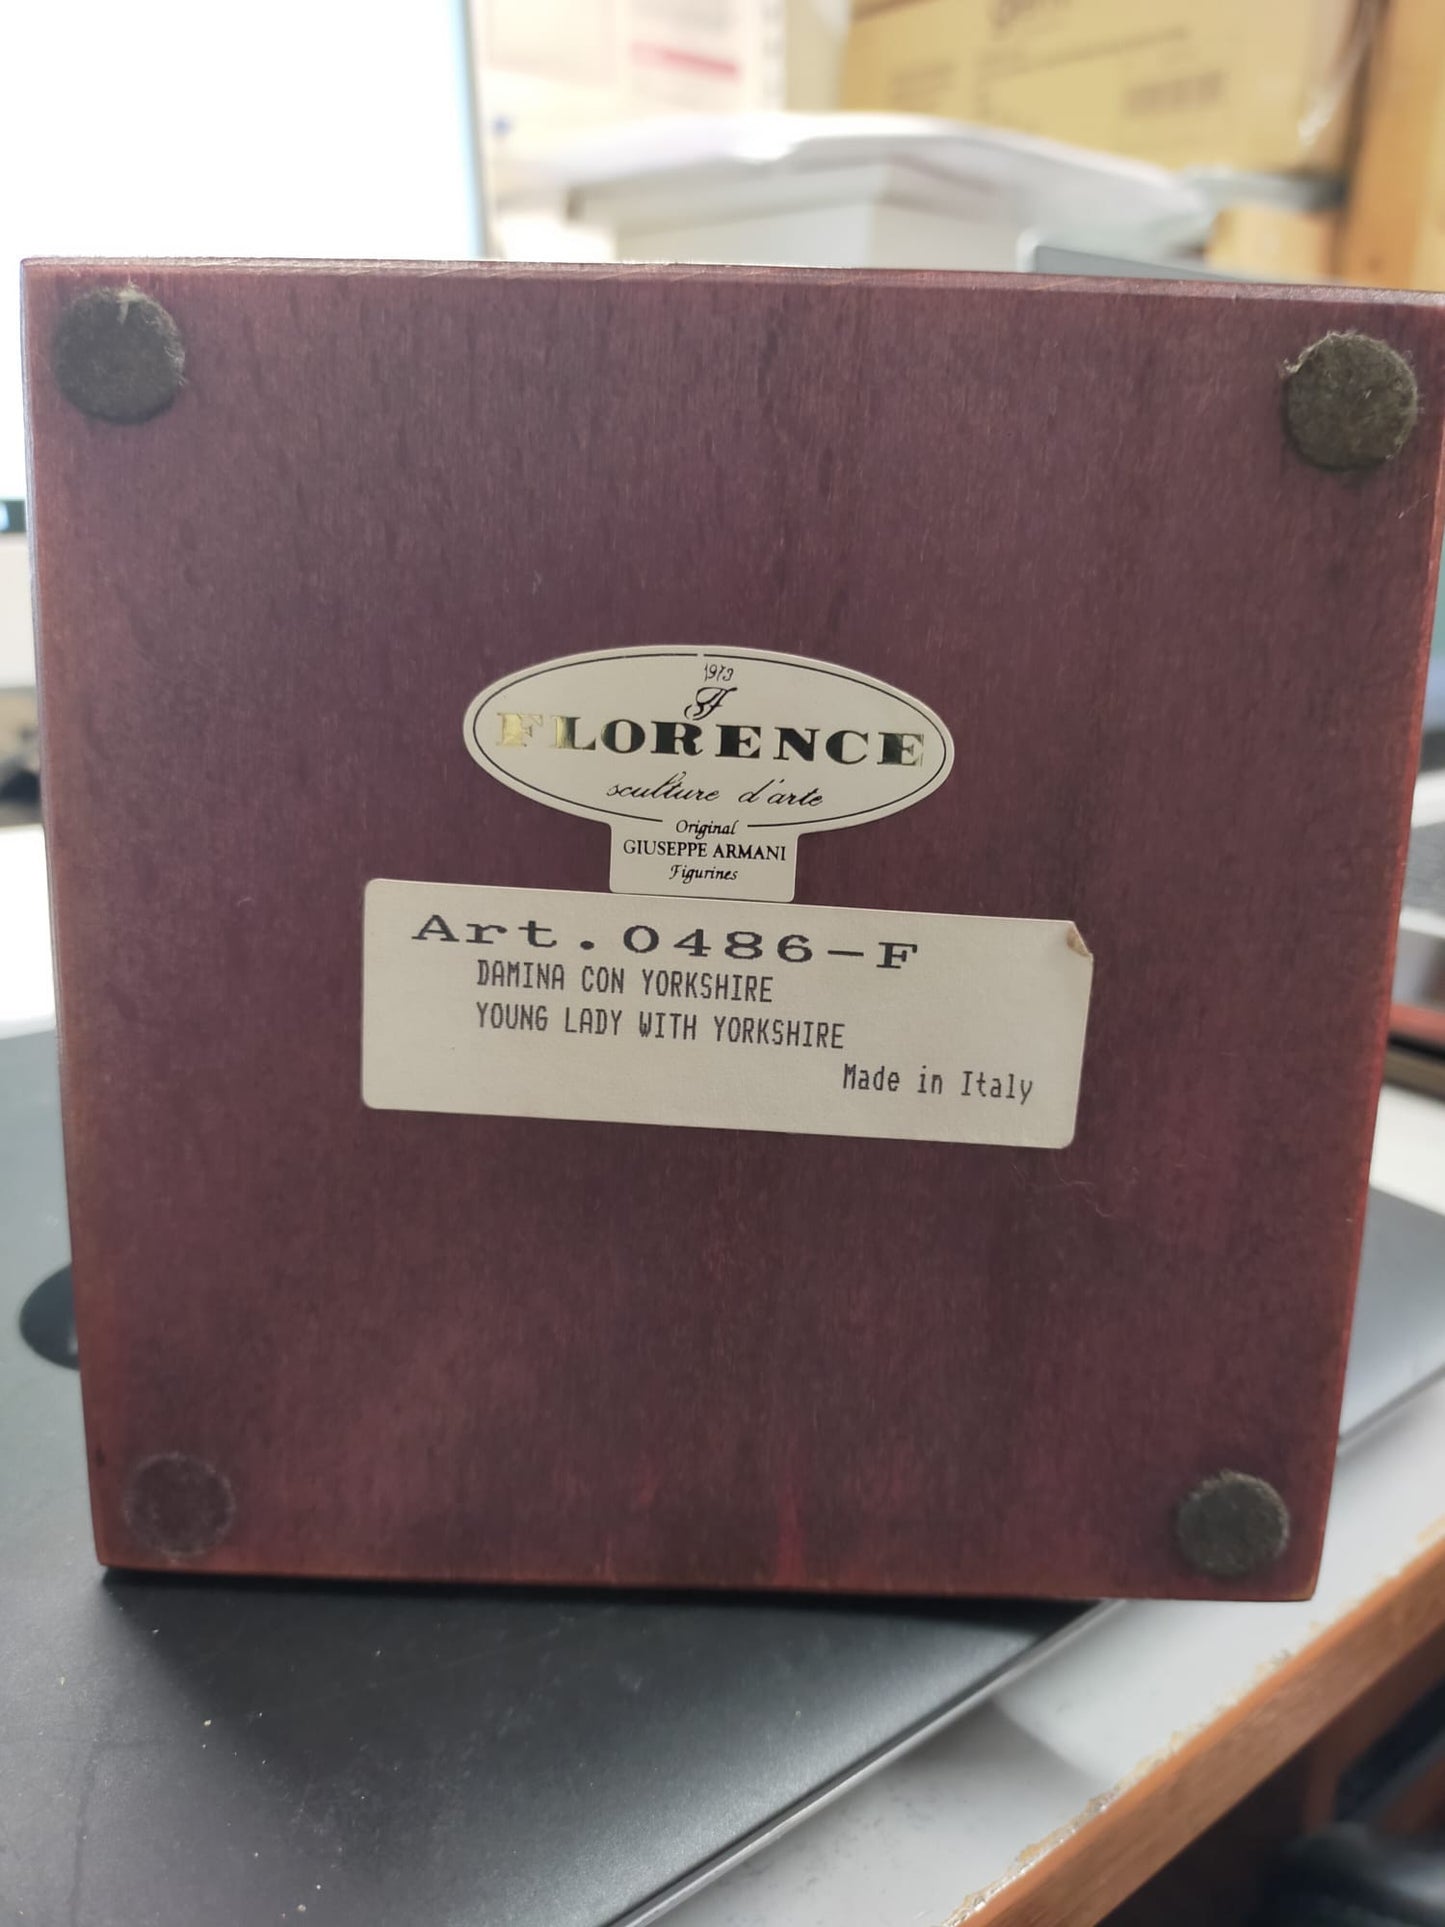 1973
FLORENCE
sculture d'arte
Original
GIUSEPPE ARMANI
Figurines
Art.0486-F
DAMINA CON YORKSHIRE
YOUNG LADY WITH YORKSHIRE
Made in Italy